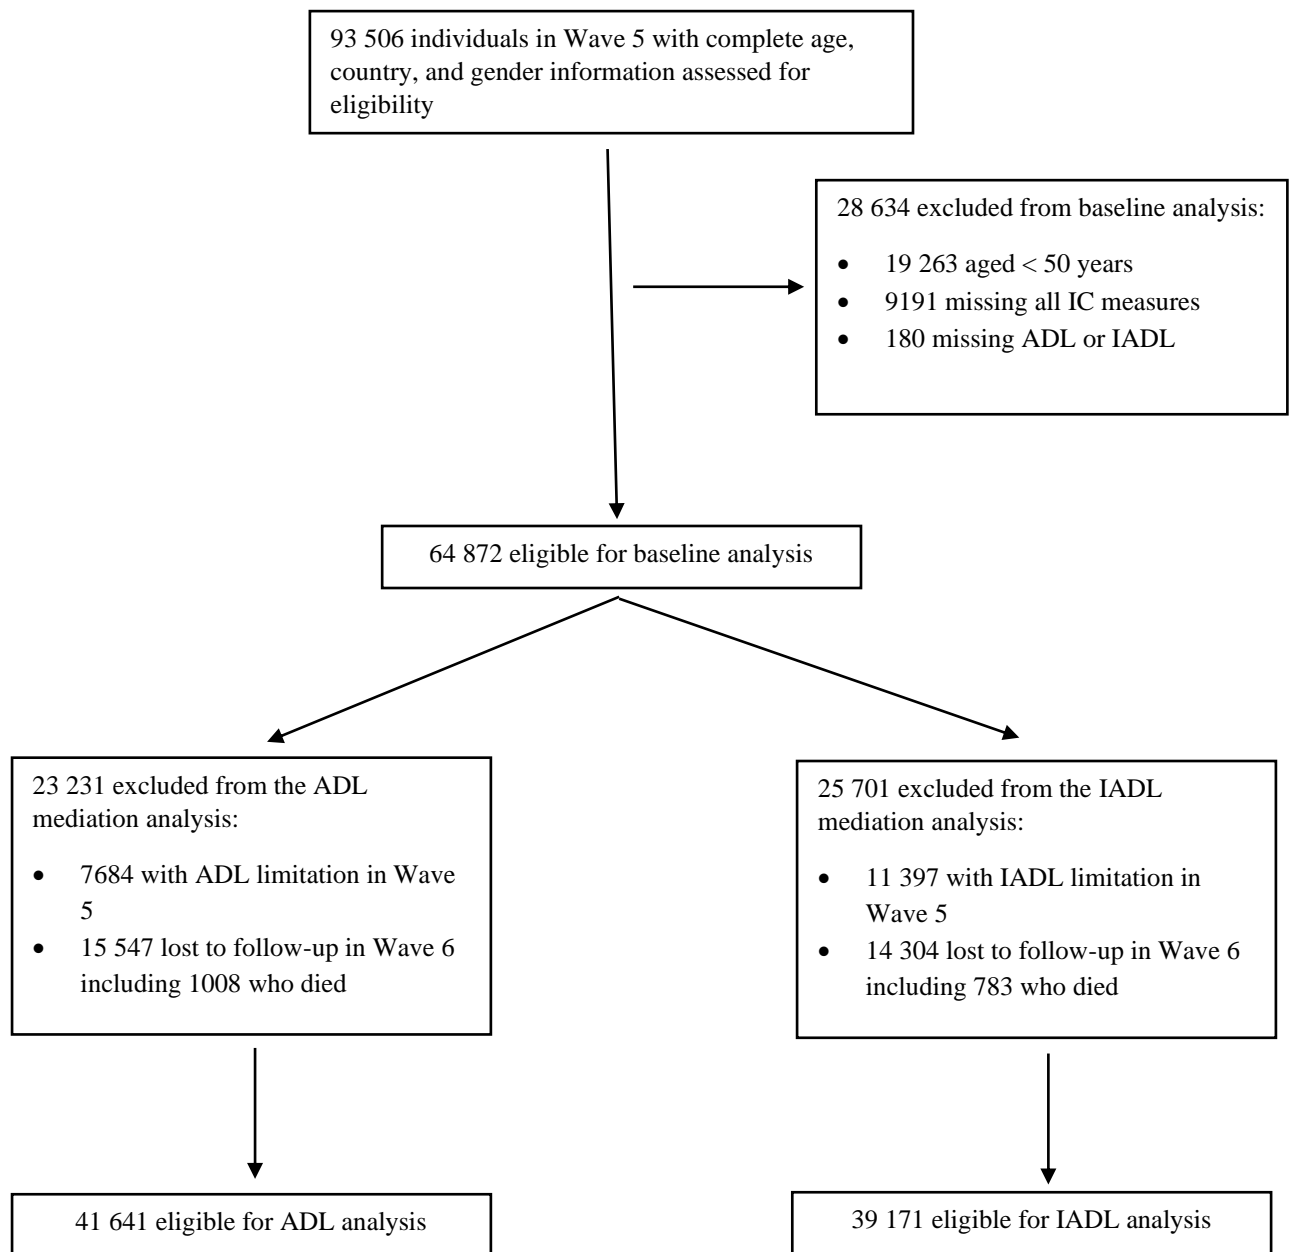 93 506 individuals in Wave 5 with complete age,
country, and gender information assessed for
eligibility
28 634 excluded from baseline analysis:
• 19 263 aged < 50 years
• 9191 missing all IC measures
• 180 missing ADL or IADL
64 872 eligible for baseline analysis
23 231 excluded from the ADL
mediation analysis:
• 7684 with ADL limitation in Wave
5
• 15 547 lost to follow-up in Wave 6
including 1008 who died
25 701 excluded from the IADL
mediation analysis:
• 11 397 with IADL limitation in
Wave 5
• 14 304 lost to follow-up in Wave 6
including 783 who died
41 641 eligible for ADL analysis
39 171 eligible for IADL analysis